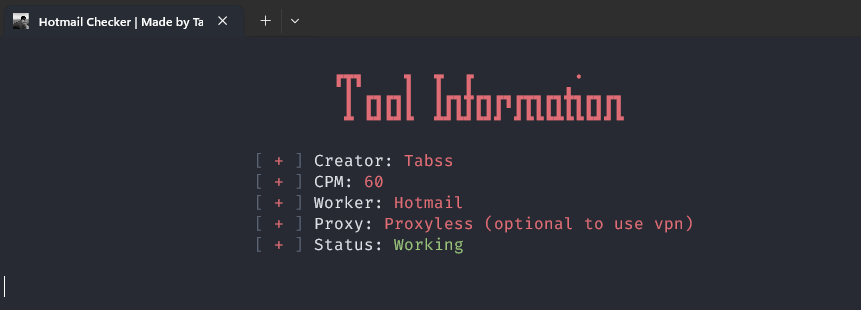 Hotmail Checker | Made by Ta
Tool Information
[ + ] Creator: Tabss
[ + ] CPM: 60
[ + ] Worker: Hotmail
[ + ] Proxy: Proxyless (optional to use vpn)
[ + ] Status: Working